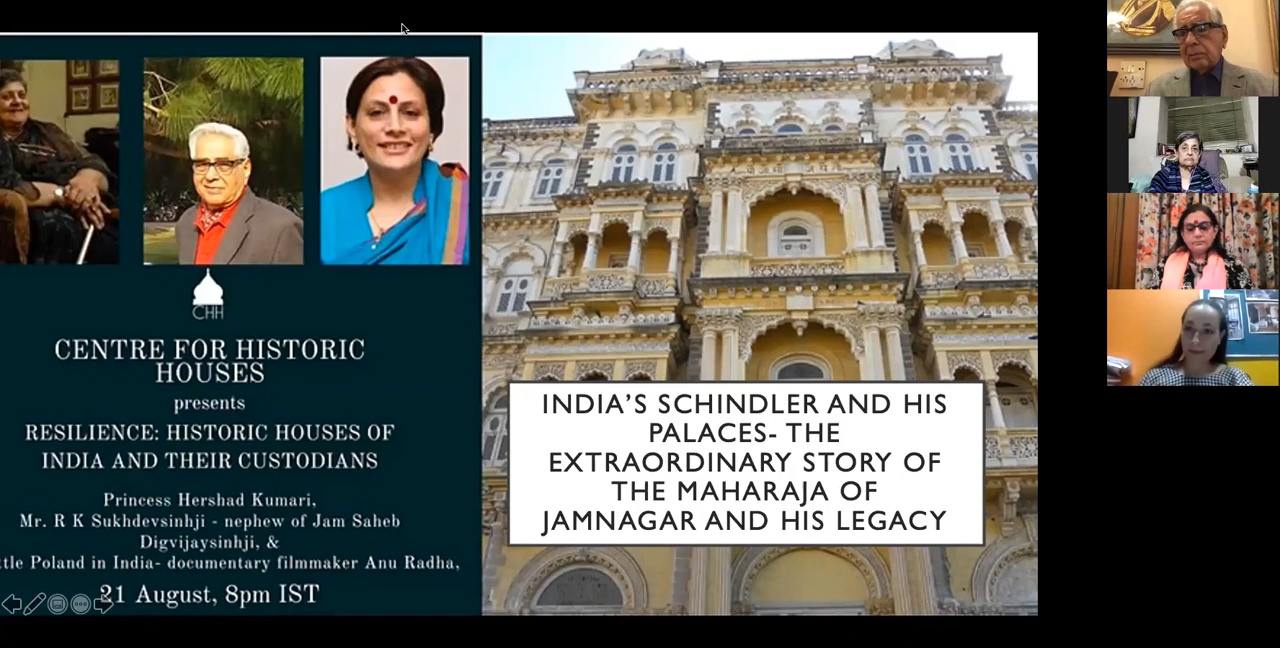 CHH
CENTRE FOR HISTORIC
HOUSES
presents
RESILIENCE: HISTORIC HOUSES OF
INDIA AND THEIR CUSTODIANS
Princess Hershad Kumari,
Mr. R K Sukhdevsinhji - nephew of Jam Saheb
Digvijaysinhji, &
ttle Poland in India- documentary filmmaker Anu Radha,
21 August, 8pm IST
INDIA'S SCHINDLER AND HIS
PALACES- THE
EXTRAORDINARY STORY OF
THE MAHARAJA OF
JAMNAGAR AND HIS LEGACY